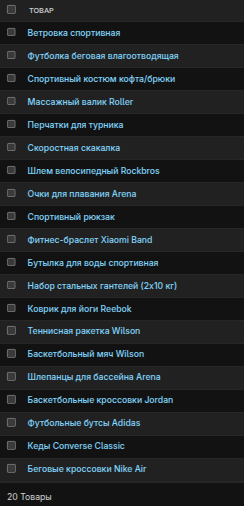 ТОВАР
Ветровка спортивная
Футболка беговая влагоотводящая
Спортивный костюм кофта/брюки
Массажный валик Roller
Перчатки для турника
Скоростная скакалка
Шлем велосипедный Rockbros
Очки для плавания Arena
Спортивный рюкзак
Фитнес-браслет Xiaomi Band
Бутылка для воды спортивная
Набор стальных гантелей (2x10 кг)
Коврик для йоги Reebok
Теннисная ракетка Wilson
Баскетбольный мяч Wilson
Шлепанцы для бассейна Arena
Баскетбольные кроссовки Jordan
Футбольные бутсы Adidas
Кеды Converse Classic
Беговые кроссовки Nike Air
20 Товары